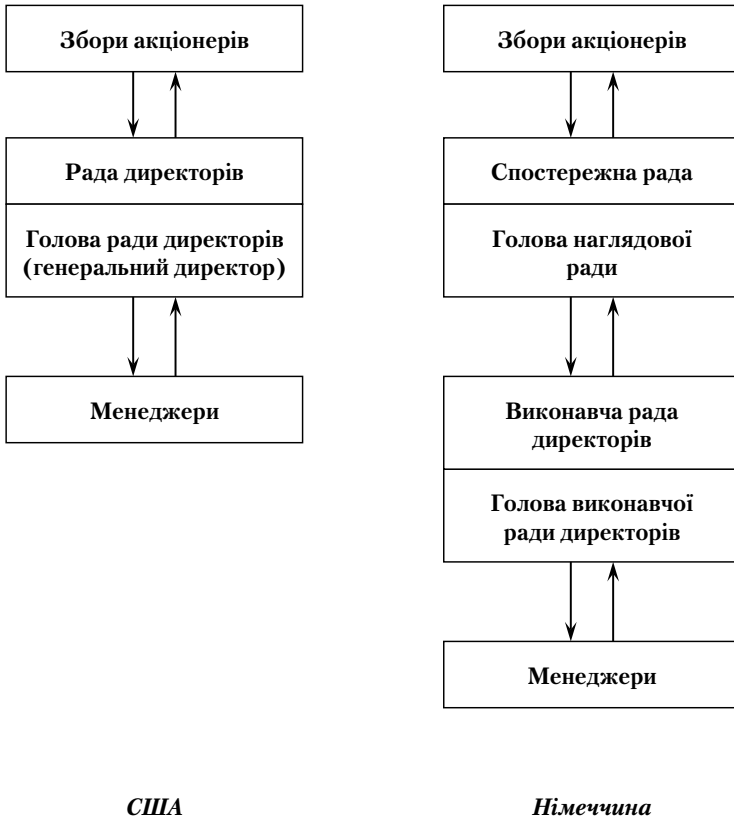 Збори акціонерів
Рада директорів
Голова ради директорів
(генеральний директор)
Менеджери
США
Збори акціонерів
Спостережна рада
Голова наглядової
ради
Виконавча рада
директорів
Голова виконавчої
ради директорів
Менеджери
Німеччина